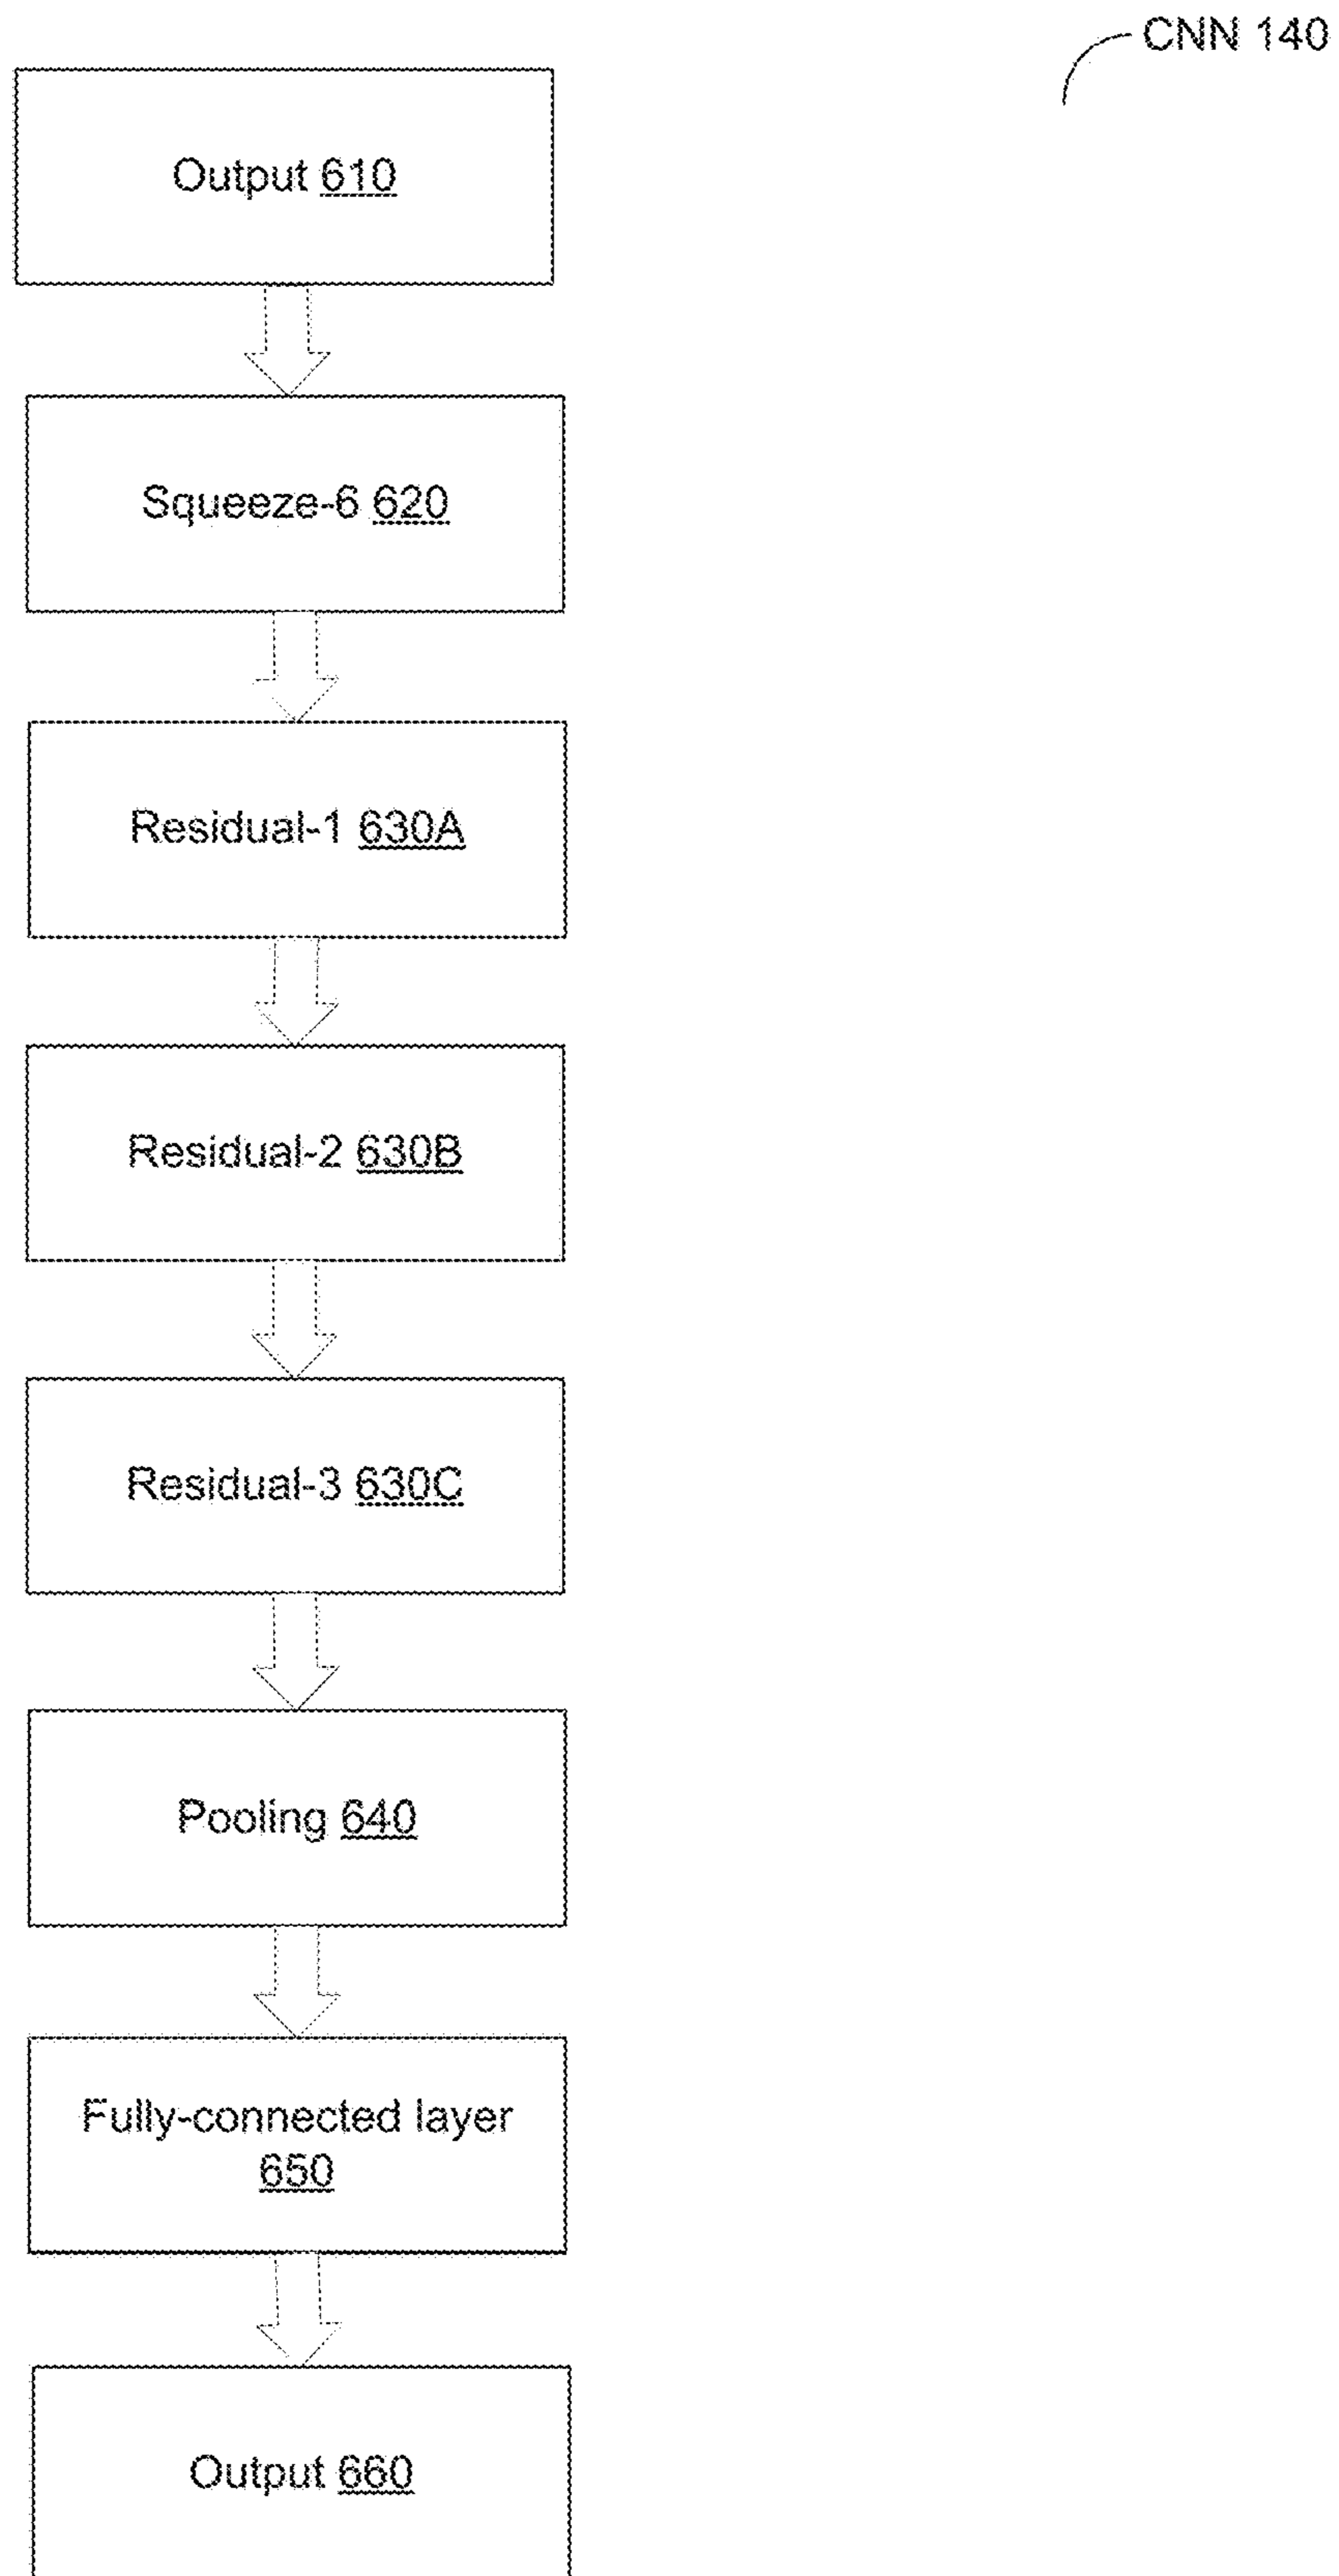 CNN 140
Output 610
Squeeze-6 620
Residual-1 630A
Residual-2 630B
Residual-3 630C
Pooling 640
Fully-connected layer
650
Output 660